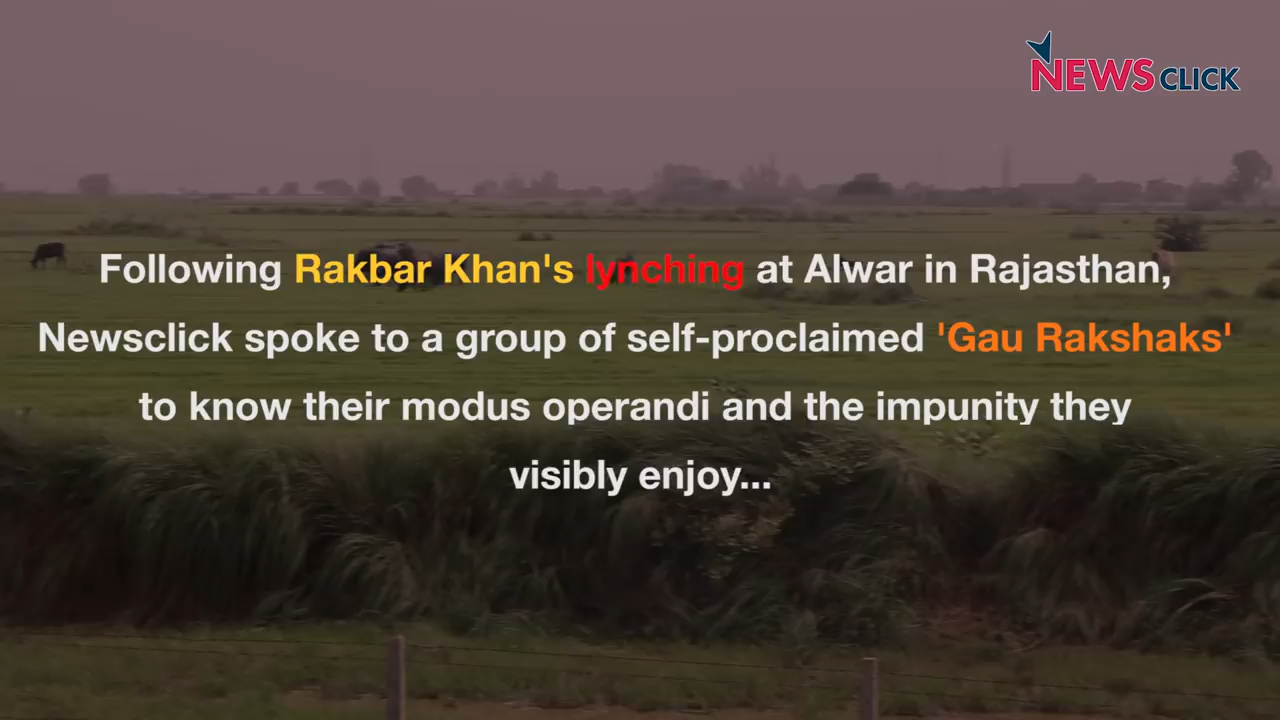 NEWSCLICK
Following Rakbar Khan's lynching at Alwar in Rajasthan,
Newsclick spoke to a group of self-proclaimed 'Gau Rakshaks'
to know their modus operandi and the impunity they
visibly enjoy...